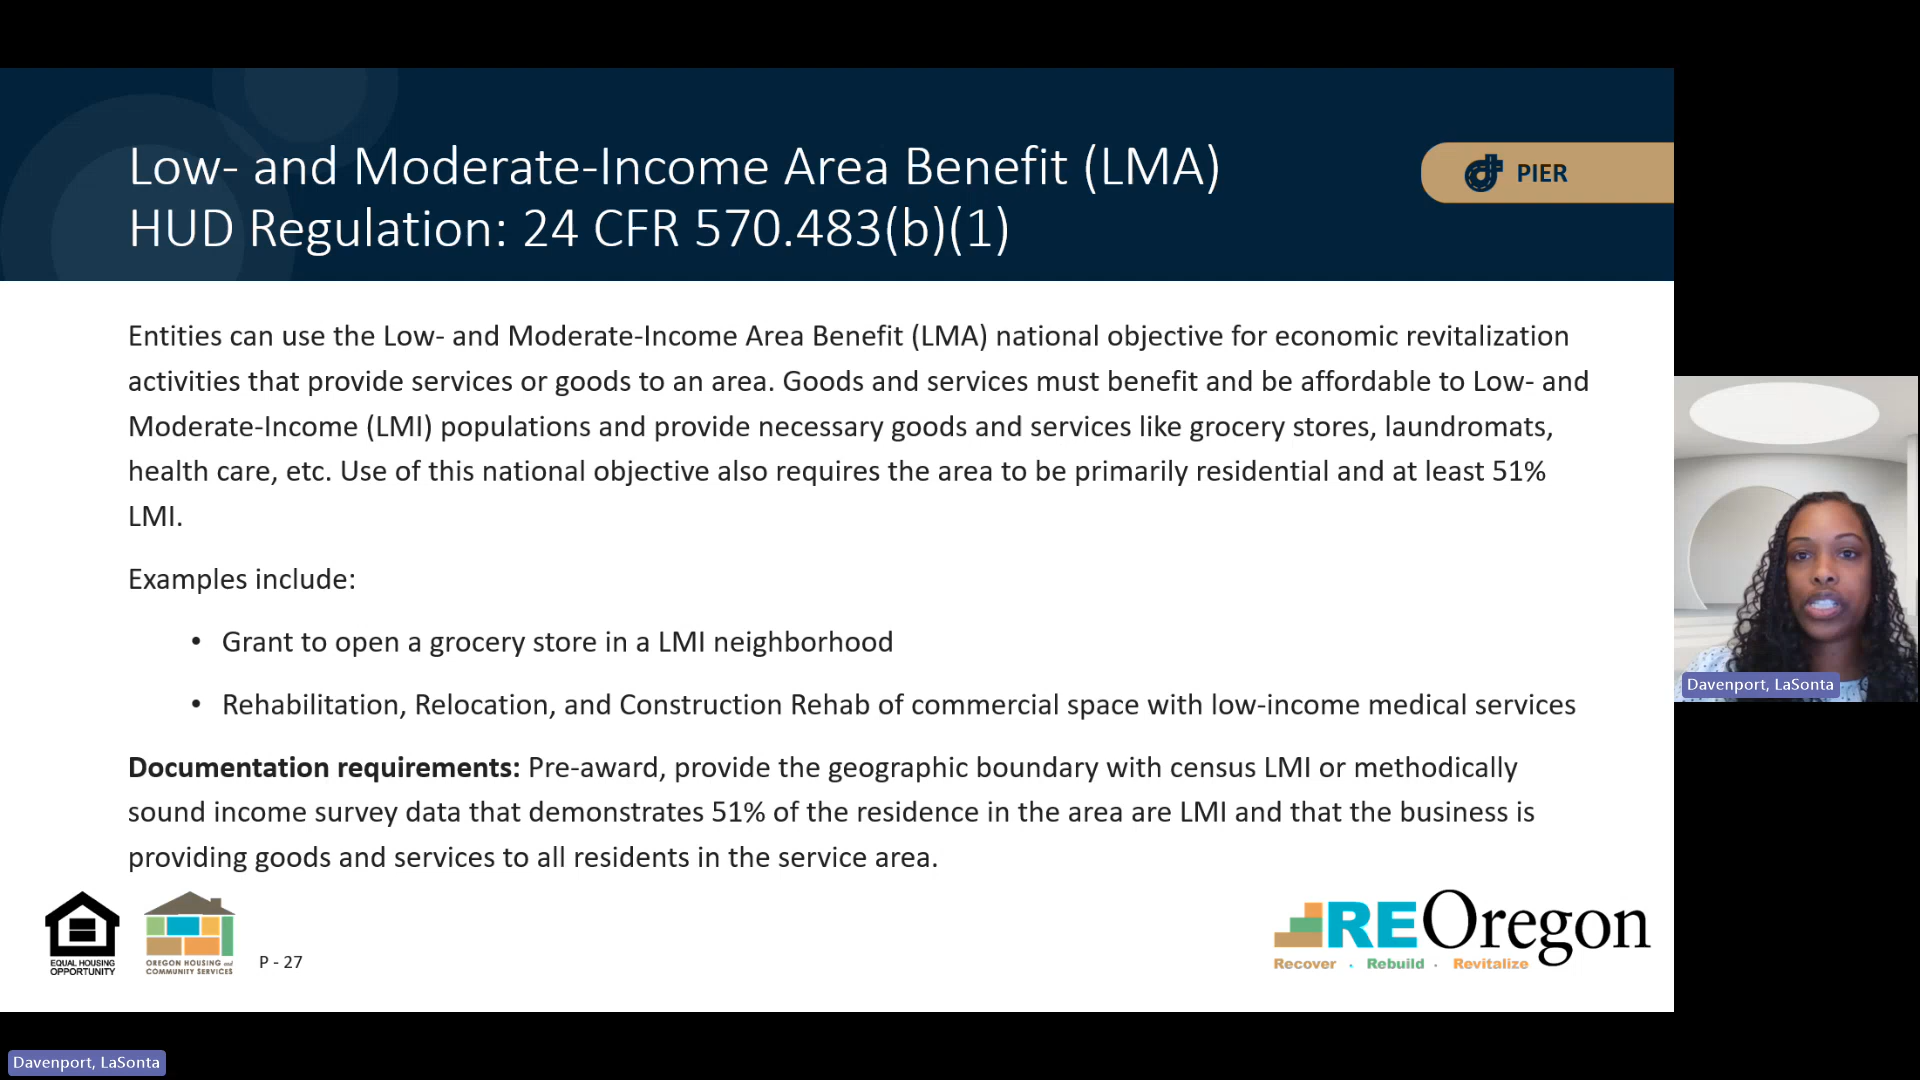 Low- and Moderate-Income Area Benefit (LMA)
HUD Regulation: 24 CFR 570.483(b)(1)
PIER
Entities can use the Low- and Moderate-Income Area Benefit (LMA) national objective for economic revitalization
activities that provide services or goods to an area. Goods and services must benefit and be affordable to Low- and
Moderate-Income (LMI) populations and provide necessary goods and services like grocery stores, laundromats,
health care, etc. Use of this national objective also requires the area to be primarily residential and at least 51%
LMI.
Examples include:
• Grant to open a grocery store in a LMI neighborhood
• Rehabilitation, Relocation, and Construction Rehab of commercial space with low-income medical services
Documentation requirements: Pre-award, provide the geographic boundary with census LMI or methodically
sound income survey data that demonstrates 51% of the residence in the area are LMI and that the business is
providing goods and services to all residents in the service area.
EQUAL HOUSING
OPPORTUNITY
OREGON HOUSING and
COMMUNITY SERVICES
P - 27
REOregon
Recover . Rebuild . Revitalize
Davenport, LaSonta
Davenport, LaSonta